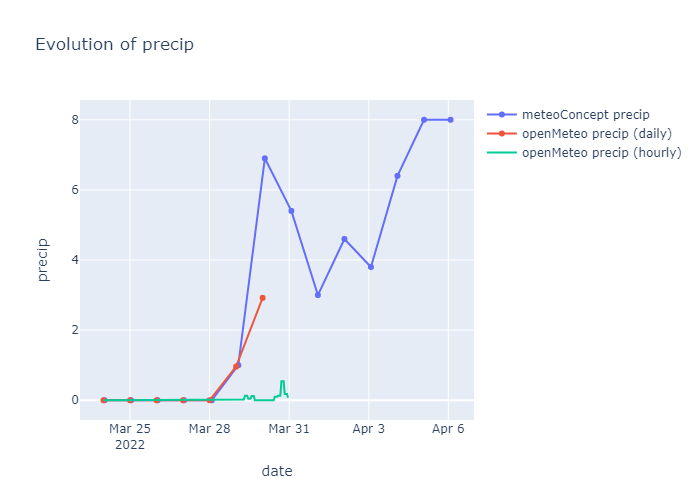 Evolution of precip
meteoConcept precip
openMeteo precip (daily)
openMeteo precip (hourly)
8
6
4
2
0
precip
Mar 25
2022
Mar 28
Mar 31
Apr 3
Apr 6
date